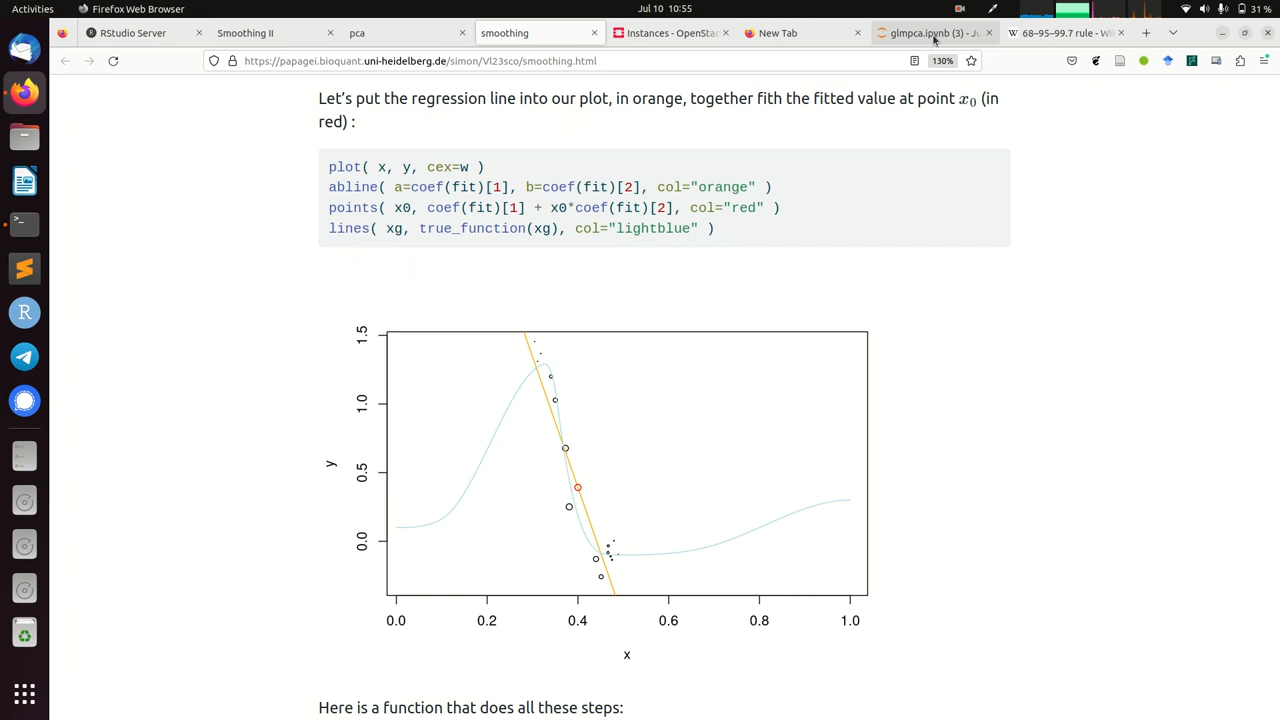 Activities
Firefox Web Browser
Jul 10 10:55
31 %
RStudio Server
Smoothing II
pca
smoothing
Instances - OpenStac
New Tab
glmpca.ipynb (3) - Ju
68–95–99.7 rule - Wi
https://papagei.bioquant.uni-heidelberg.de/simon/Vl23sco/smoothing.html
130%
Let’s put the regression line into our plot, in orange, together fith the fitted value at point x0 (in
red) :
plot( x, y, cex=w )
abline( a=coef(fit)[1], b=coef(fit)[2], col="orange" )
points( x0, coef(fit)[1] + x0*coef(fit)[2], col="red" )
lines( xg, true_function(xg), col="lightblue" )
1.5
1.0
0.5
0.0
y
0.0 0.2 0.4 0.6 0.8 1.0
x
Here is a function that does all these steps: